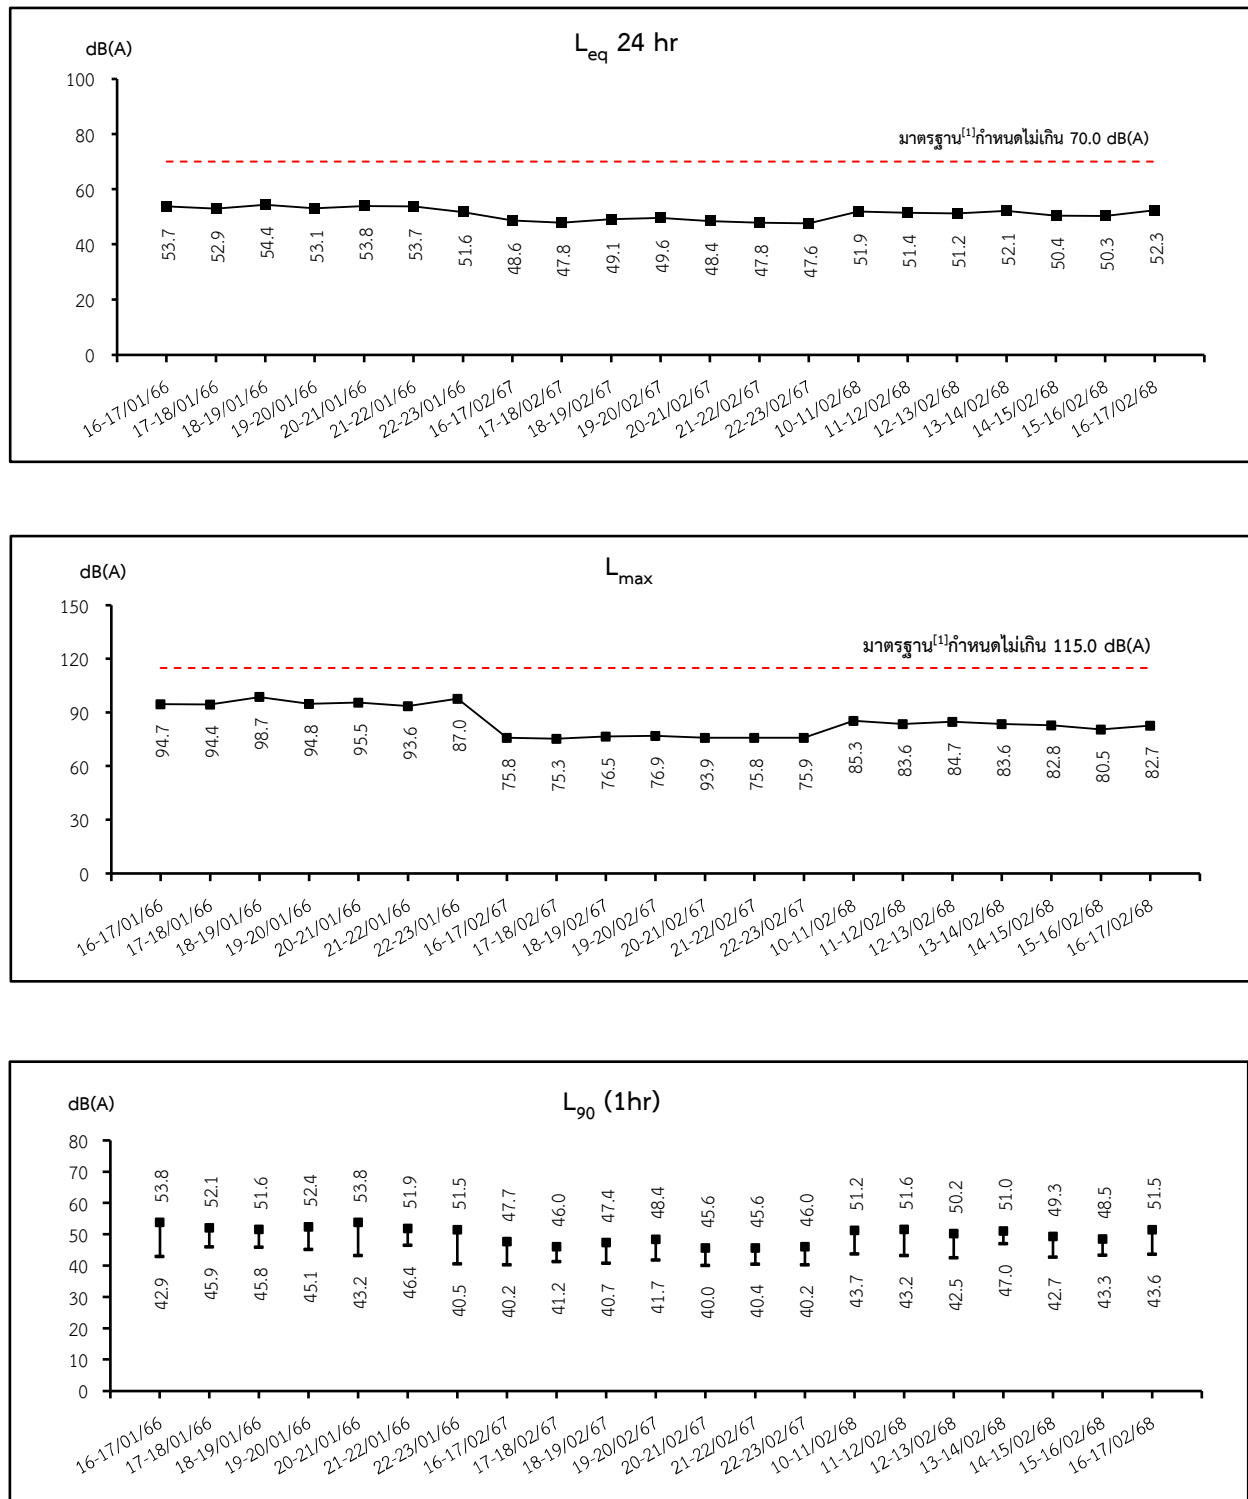 L_eq 24 hr
dB(A)
100
80
60
40
20
0
มาตรฐาน[1]กำหนดไม่เกิน 70.0 dB(A)
53.7 52.9 54.4 53.1 53.8 53.7 51.6 48.6 47.8 49.1 49.6 48.4 47.8 47.6 51.9 51.4 51.2 52.1 50.4 50.3 52.3
16-17/01/66 17-18/01/66 18-19/01/66 19-20/01/66 20-21/01/66 21-22/01/66 22-23/01/66 16-17/02/67 17-18/02/67 18-19/02/67 19-20/02/67 20-21/02/67 21-22/02/67 22-23/02/67 10-11/02/68 11-12/02/68 12-13/02/68 13-14/02/68 14-15/02/68 15-16/02/68 16-17/02/68
L_max
dB(A)
150
120
90
60
30
0
มาตรฐาน[1]กำหนดไม่เกิน 115.0 dB(A)
94.7 94.4 98.7 94.8 95.5 93.6 87.0 75.8 75.3 76.5 76.9 93.9 75.8 75.9 85.3 83.6 84.7 83.6 82.8 80.5 82.7
16-17/01/66 17-18/01/66 18-19/01/66 19-20/01/66 20-21/01/66 21-22/01/66 22-23/01/66 16-17/02/67 17-18/02/67 18-19/02/67 19-20/02/67 20-21/02/67 21-22/02/67 22-23/02/67 10-11/02/68 11-12/02/68 12-13/02/68 13-14/02/68 14-15/02/68 15-16/02/68 16-17/02/68
L_90 (1hr)
dB(A)
80
70
60
50
40
30
20
10
0
53.8 52.1 51.6 52.4 53.8 51.9 51.5 47.7 46.0 47.4 48.4 45.6 45.6 46.0 51.2 51.6 50.2 51.0 49.3 48.5 51.5
42.9 45.9 45.8 45.1 43.2 46.4 40.5 40.2 41.2 40.7 41.7 40.0 40.4 40.2 43.7 43.2 42.5 47.0 42.7 43.3 43.6
16-17/01/66 17-18/01/66 18-19/01/66 19-20/01/66 20-21/01/66 21-22/01/66 22-23/01/66 16-17/02/67 17-18/02/67 18-19/02/67 19-20/02/67 20-21/02/67 21-22/02/67 22-23/02/67 10-11/02/68 11-12/02/68 12-13/02/68 13-14/02/68 14-15/02/68 15-16/02/68 16-17/02/68